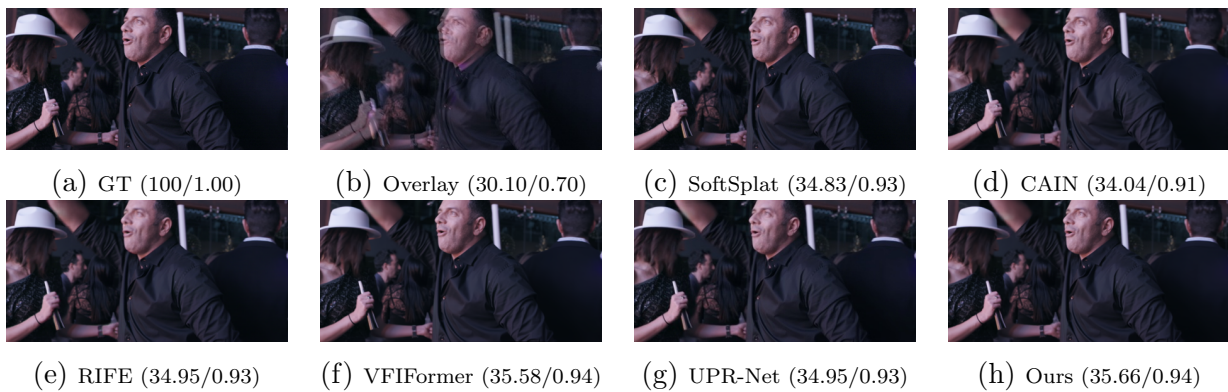 (a) GT (100/1.00)
(b) Overlay (30.10/0.70)
(c) SoftSplat (34.83/0.93)
(d) CAIN (34.04/0.91)
(e) RIFE (34.95/0.93)
(f) VFIFormer (35.58/0.94)
(g) UPR-Net (34.95/0.93)
(h) Ours (35.66/0.94)